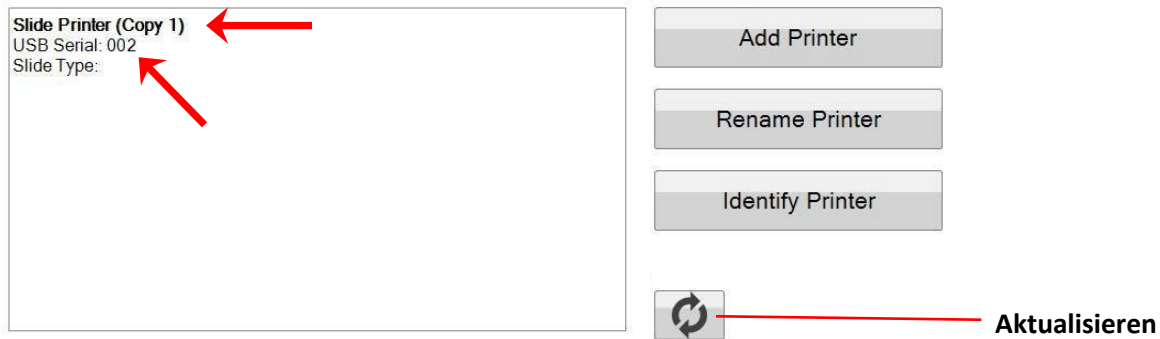 Slide Printer (Copy 1)
USB Serial: 002
Slide Type:
Add Printer
Rename Printer
Identify Printer
Aktualisieren